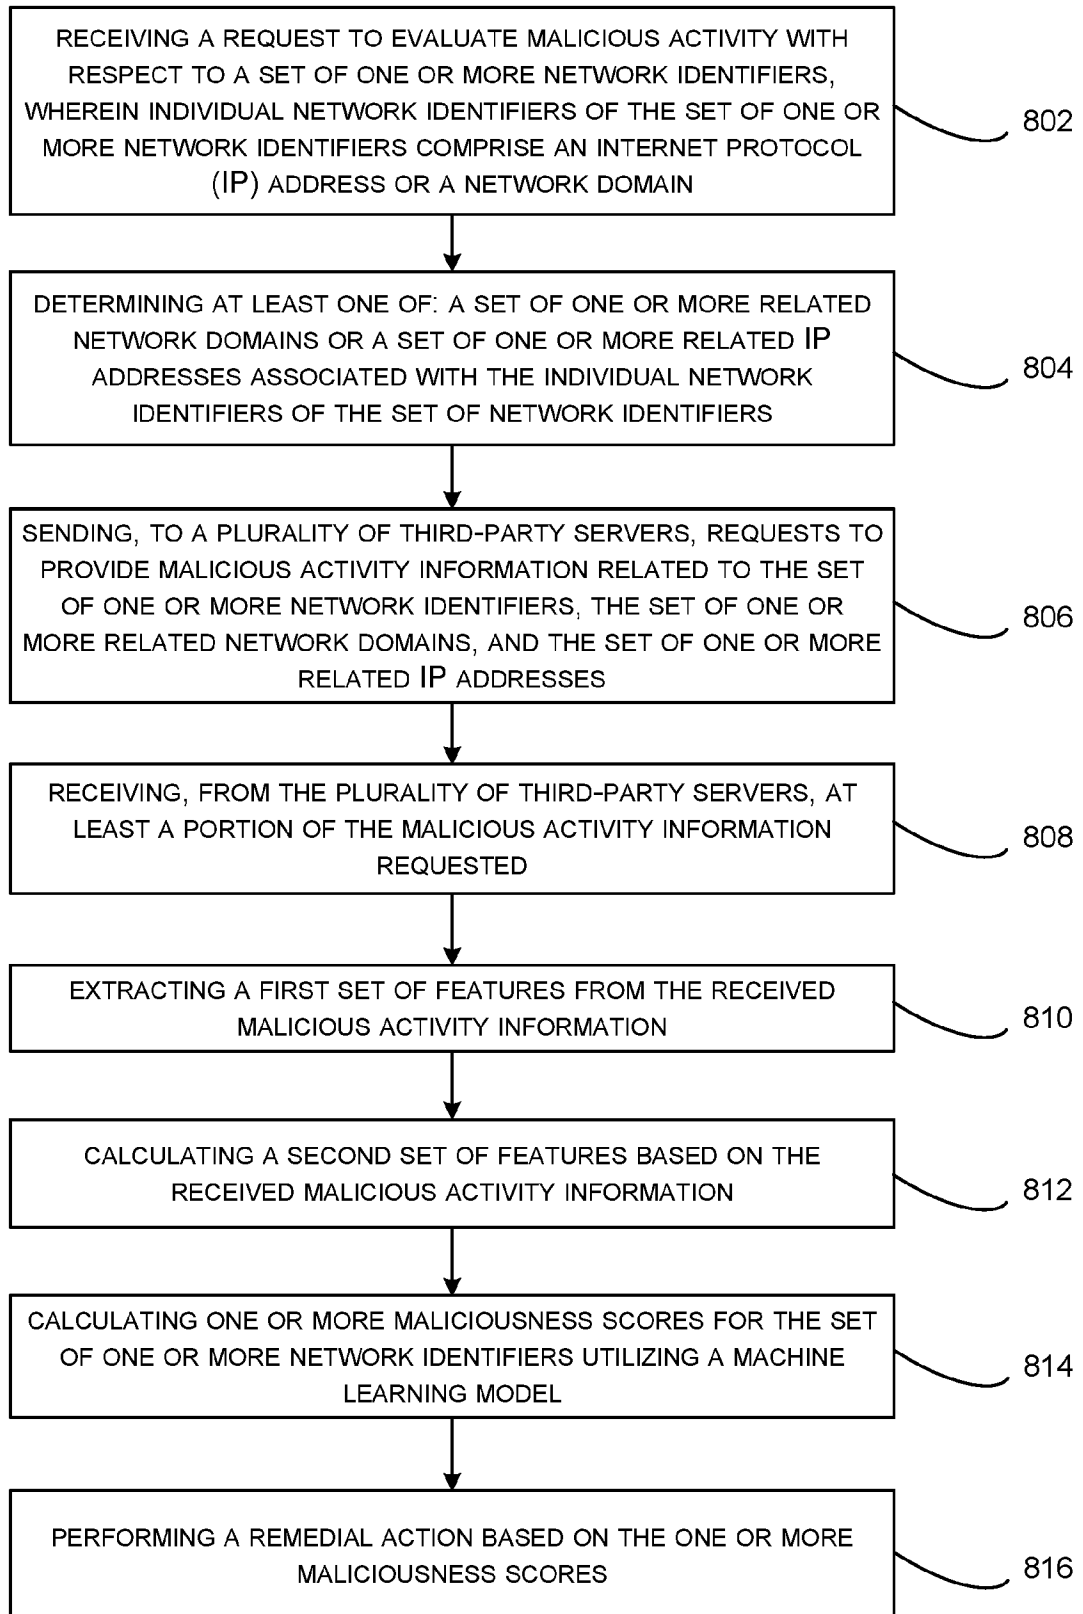 RECEIVING A REQUEST TO EVALUATE MALICIOUS ACTIVITY WITH
RESPECT TO A SET OF ONE OR MORE NETWORK IDENTIFIERS,
WHEREIN INDIVIDUAL NETWORK IDENTIFIERS OF THE SET OF ONE OR
MORE NETWORK IDENTIFIERS COMPRISE AN INTERNET PROTOCOL
(IP) ADDRESS OR A NETWORK DOMAIN
802
DETERMINING AT LEAST ONE OF: A SET OF ONE OR MORE RELATED
NETWORK DOMAINS OR A SET OF ONE OR MORE RELATED IP
ADDRESSES ASSOCIATED WITH THE INDIVIDUAL NETWORK
IDENTIFIERS OF THE SET OF NETWORK IDENTIFIERS
804
SENDING, TO A PLURALITY OF THIRD-PARTY SERVERS, REQUESTS TO
PROVIDE MALICIOUS ACTIVITY INFORMATION RELATED TO THE SET
OF ONE OR MORE NETWORK IDENTIFIERS, THE SET OF ONE OR
MORE RELATED NETWORK DOMAINS, AND THE SET OF ONE OR MORE
RELATED IP ADDRESSES
806
RECEIVING, FROM THE PLURALITY OF THIRD-PARTY SERVERS, AT
LEAST A PORTION OF THE MALICIOUS ACTIVITY INFORMATION
REQUESTED
808
EXTRACTING A FIRST SET OF FEATURES FROM THE RECEIVED
MALICIOUS ACTIVITY INFORMATION
810
CALCULATING A SECOND SET OF FEATURES BASED ON THE
RECEIVED MALICIOUS ACTIVITY INFORMATION
812
CALCULATING ONE OR MORE MALICIOUSNESS SCORES FOR THE SET
OF ONE OR MORE NETWORK IDENTIFIERS UTILIZING A MACHINE
LEARNING MODEL
814
PERFORMING A REMEDIAL ACTION BASED ON THE ONE OR MORE
MALICIOUSNESS SCORES
816